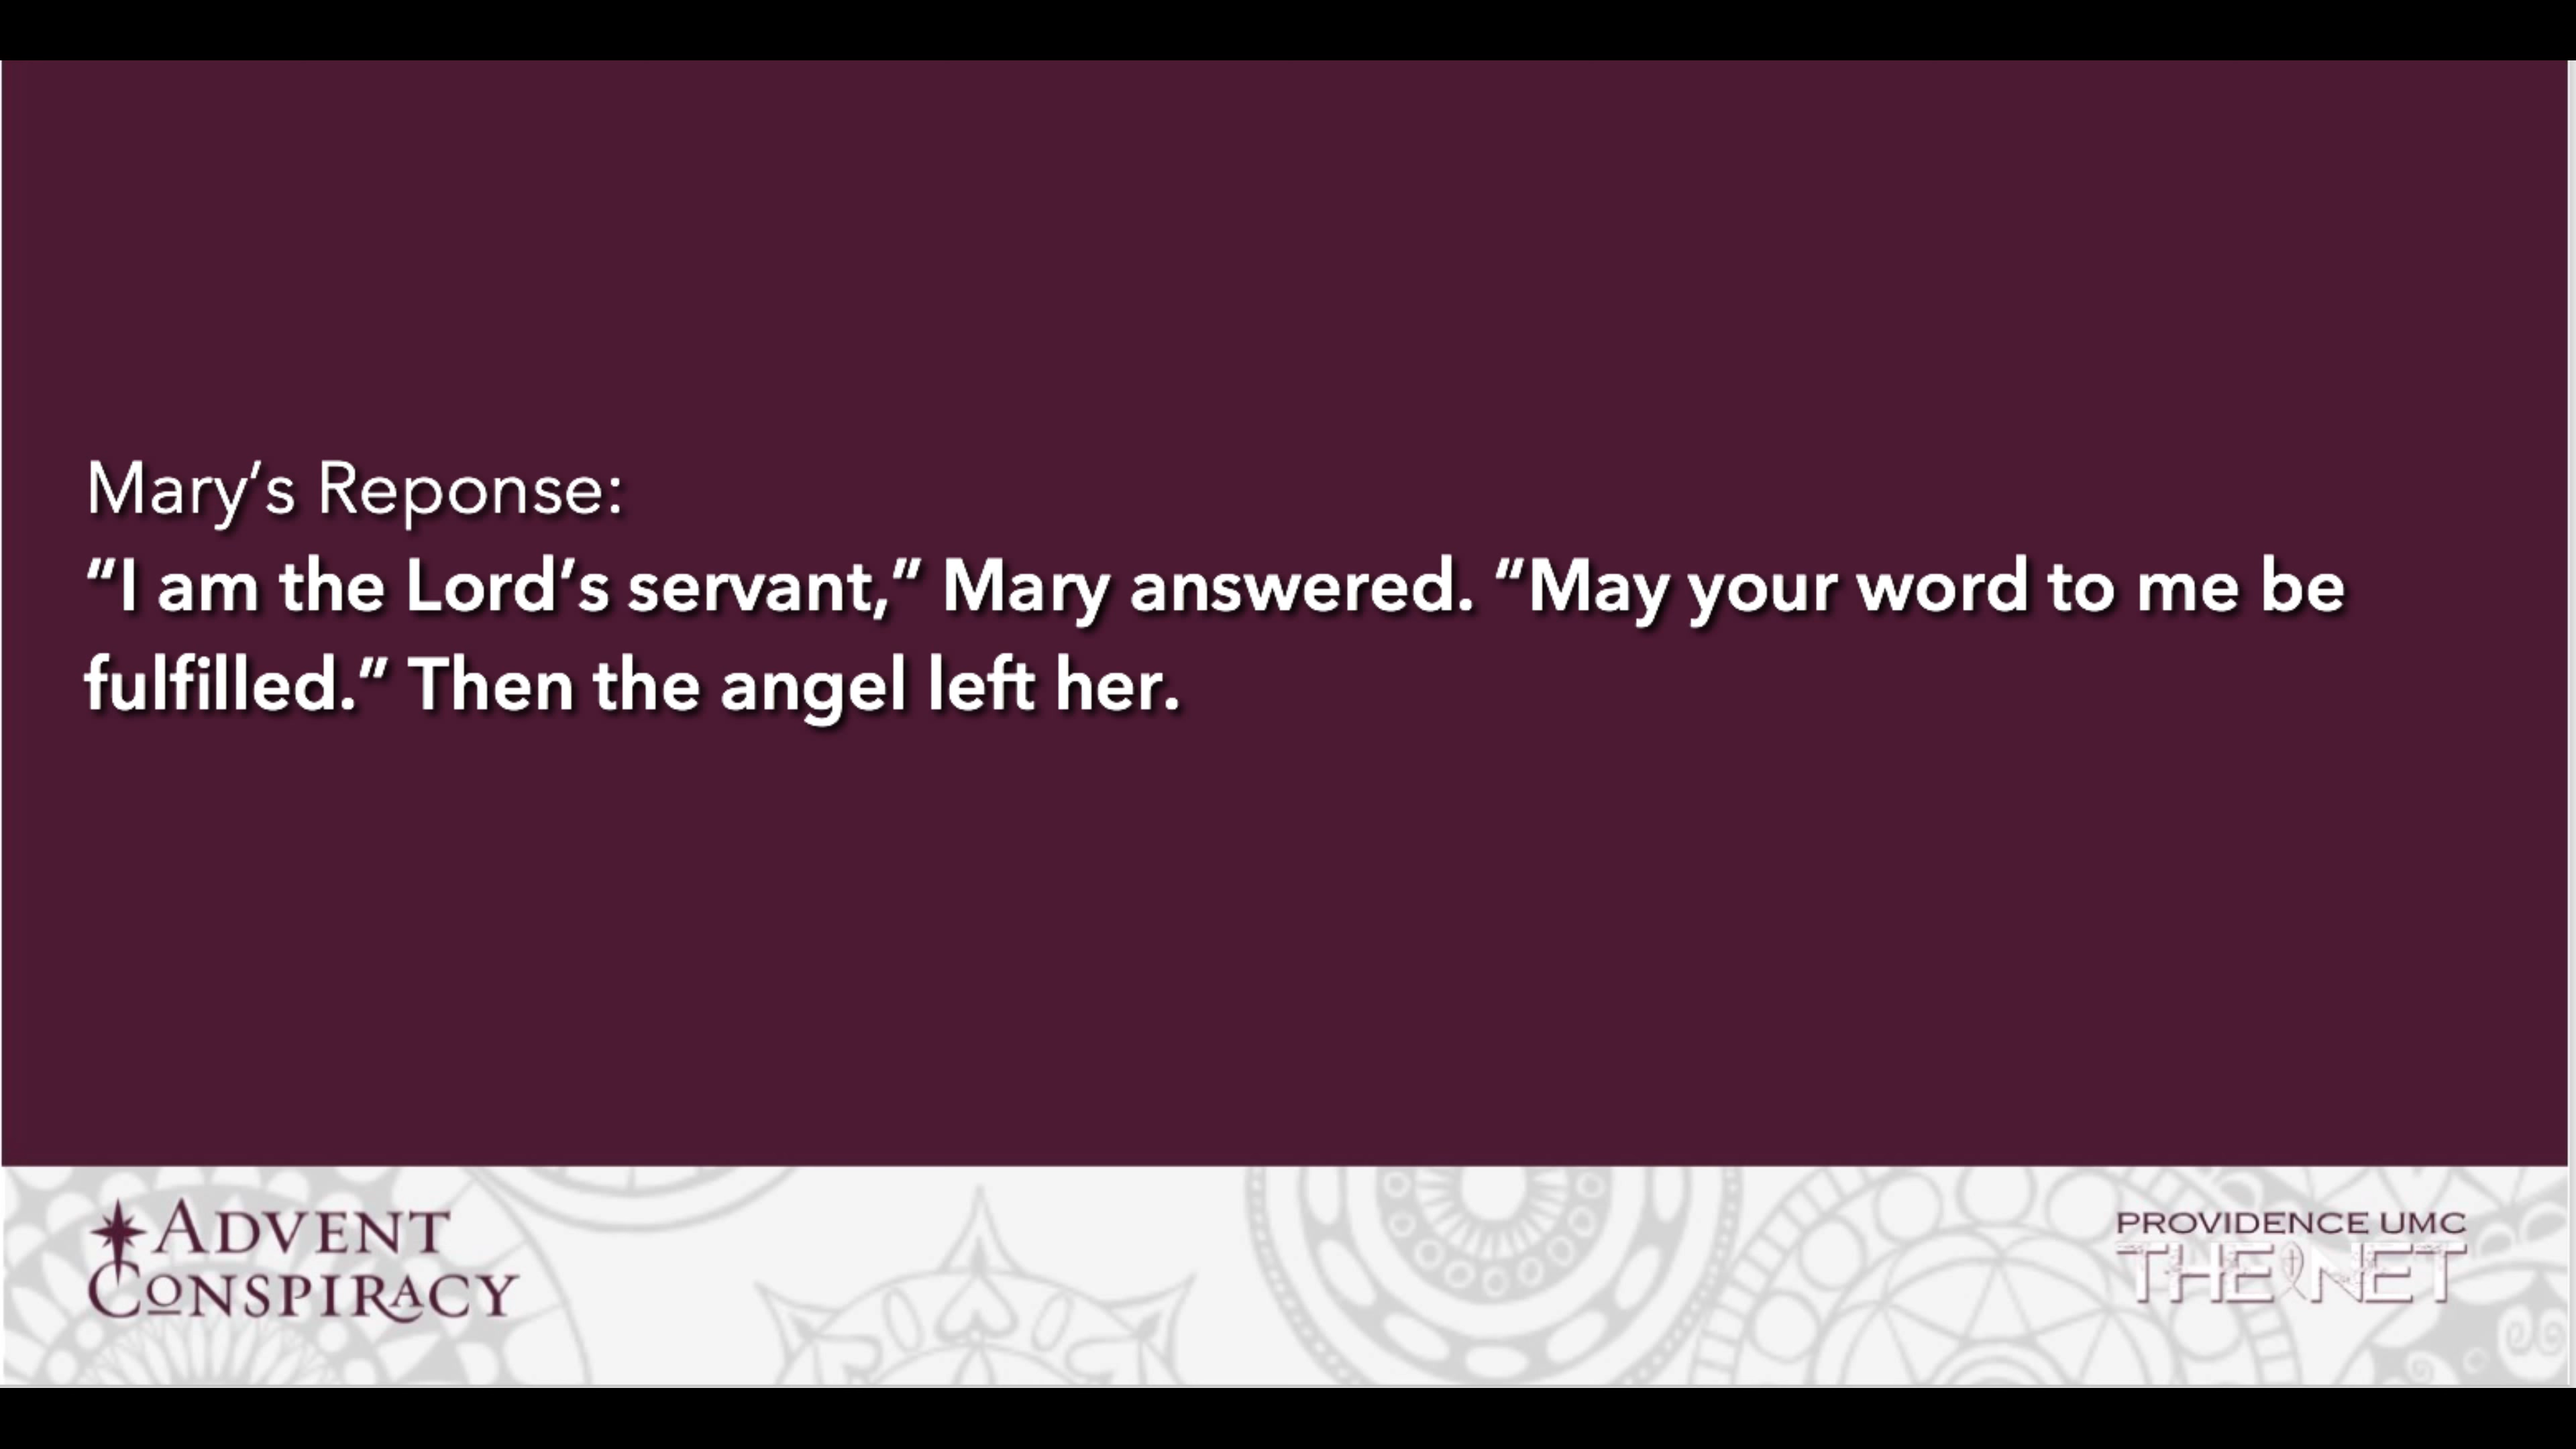 Mary’s Reponse:
“I am the Lord’s servant,” Mary answered. “May your word to me be
fulfilled.” Then the angel left her.
ADVENT
CONSPIRACY
PROVIDENCE UMC
THE NET